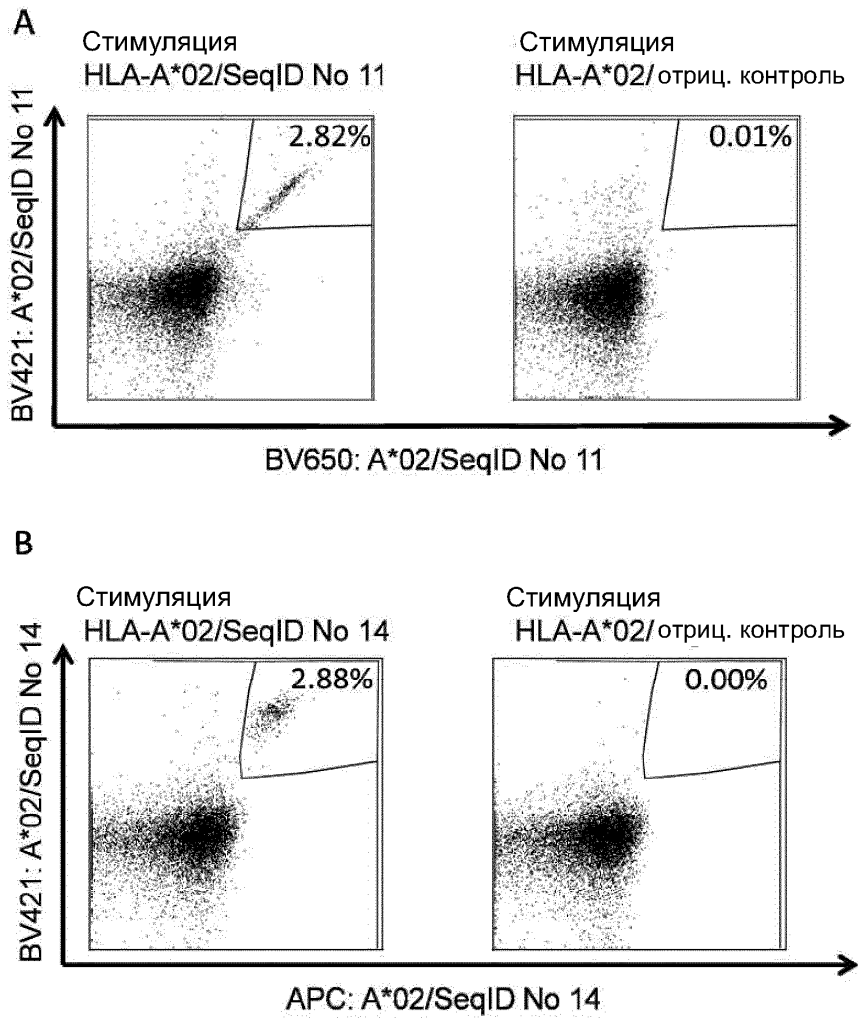 A
Стимуляция
HLA-A*02/SeqID No 11
Стимуляция
HLA-A*02/ отриц. контроль
BV421: A*02/SeqID No 11
2.82%
0.01%
BV650: A*02/SeqID No 11
B
Стимуляция
HLA-A*02/SeqID No 14
Стимуляция
HLA-A*02/ отриц. контроль
BV421: A*02/SeqID No 14
2.88%
0.00%
APC: A*02/SeqID No 14